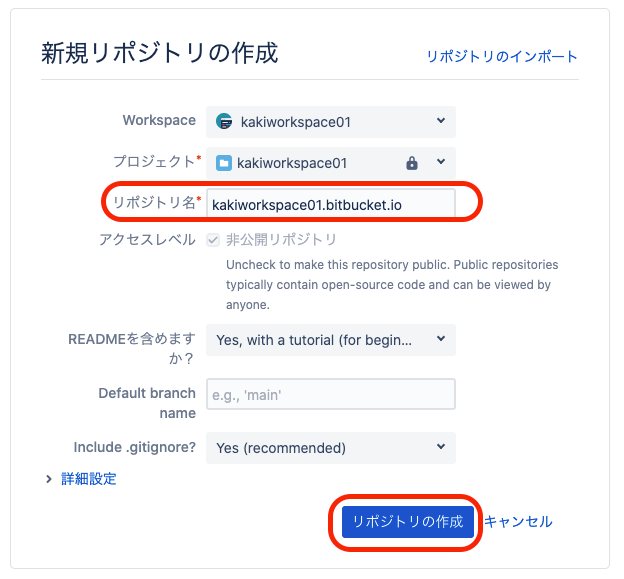 新規リポジトリの作成
リポジトリのインポート
Workspace
kakiworkspace01
プロジェクト*
kakiworkspace01
リポジトリ名*
kakiworkspace01.bitbucket.io
アクセスレベル
非公開リポジトリ
Uncheck to make this repository public. Public repositories
typically contain open-source code and can be viewed by
anyone.
READMEを含めます
か？
Yes, with a tutorial (for begin...
Default branch
name
e.g., 'main'
Include .gitignore?
Yes (recommended)
詳細設定
リポジトリの作成
キャンセル